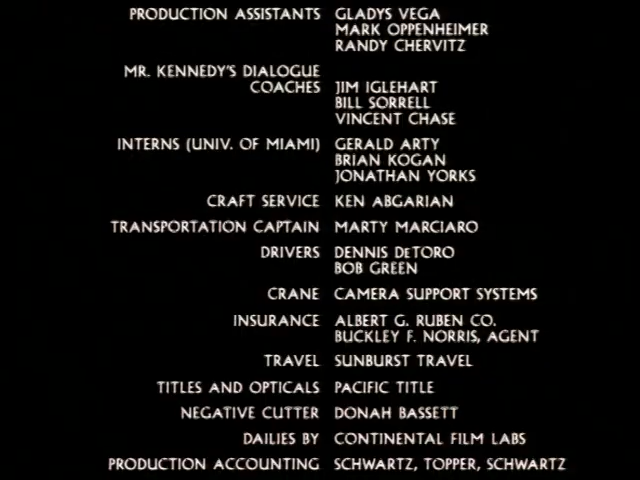 PRODUCTION ASSISTANTS GLADYS VEGA
MARK OPPENHEIMER
RANDY CHERVITZ
MR. KENNEDY'S DIALOGUE
COACHES JIM IGLEHART
BILL SORRELL
VINCENT CHASE
INTERNS (UNIV. OF MIAMI) GERALD ARTY
BRIAN KOGAN
JONATHAN YORKS
CRAFT SERVICE KEN ABGARIAN
TRANSPORTATION CAPTAIN MARTY MARCIARO
DRIVERS DENNIS DeTORO
BOB GREEN
CRANE CAMERA SUPPORT SYSTEMS
INSURANCE ALBERT G. RUBEN CO.
BUCKLEY F. NORRIS, AGENT
TRAVEL SUNBURST TRAVEL
TITLES AND OPTICALS PACIFIC TITLE
NEGATIVE CUTTER DONAH BASSETT
DAILIES BY CONTINENTAL FILM LABS
PRODUCTION ACCOUNTING SCHWARTZ, TOPPER, SCHWARTZ